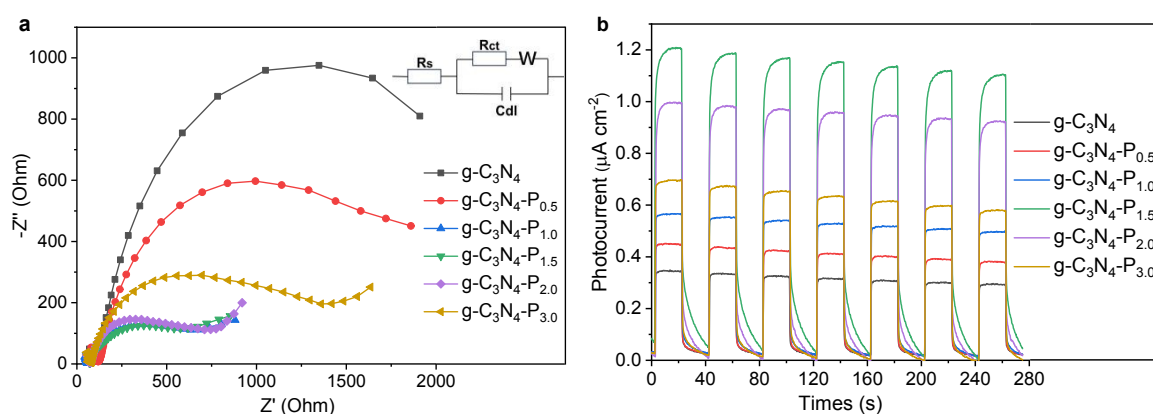 a
-Z'' (Ohm)
1000
800
600
400
200
0
0
500
1000
1500
2000
Z' (Ohm)
Rs
Rct
W
Cdl
g-C₃N₄
g-C₃N₄-P₀.₅
g-C₃N₄-P₁.₀
g-C₃N₄-P₁.₅
g-C₃N₄-P₂.₀
g-C₃N₄-P₃.₀
b
Photocurrent (μA cm⁻²)
1.2
1.0
0.8
0.6
0.4
0.2
0.0
0
40
80
120
160
200
240
280
Times (s)
g-C₃N₄
g-C₃N₄-P₀.₅
g-C₃N₄-P₁.₀
g-C₃N₄-P₁.₅
g-C₃N₄-P₂.₀
g-C₃N₄-P₃.₀